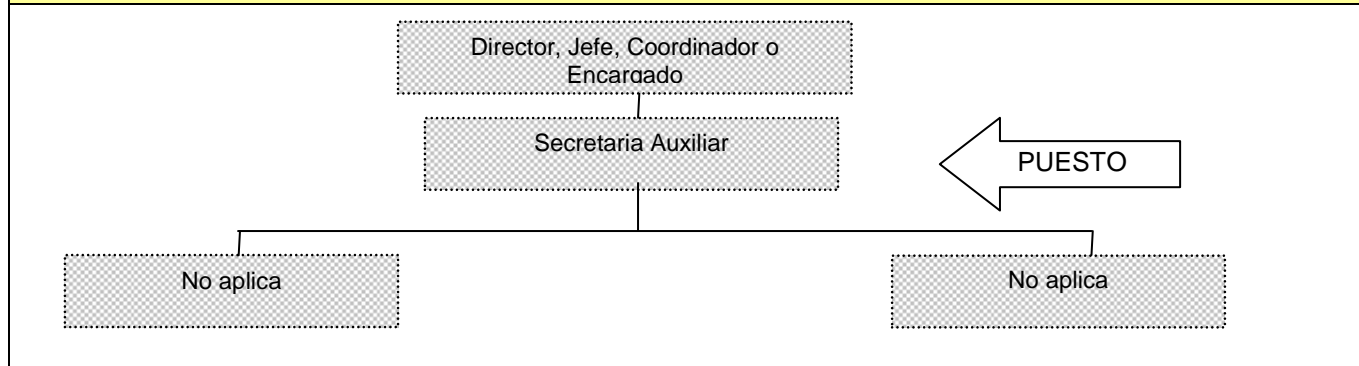 Director, Jefe, Coordinador o
Encargado
Secretaria Auxiliar
PUESTO
No aplica
No aplica